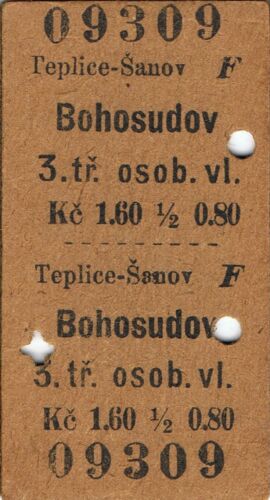 09309
Teplice-Šanov F
Bohosudov
3. tř. osob. vl.
Kč 1.60 ½ 0.80
Teplice-Šanov F
Bohosudov
3. tř. osob. vl.
Kč 1.60 ½ 0.80
09309